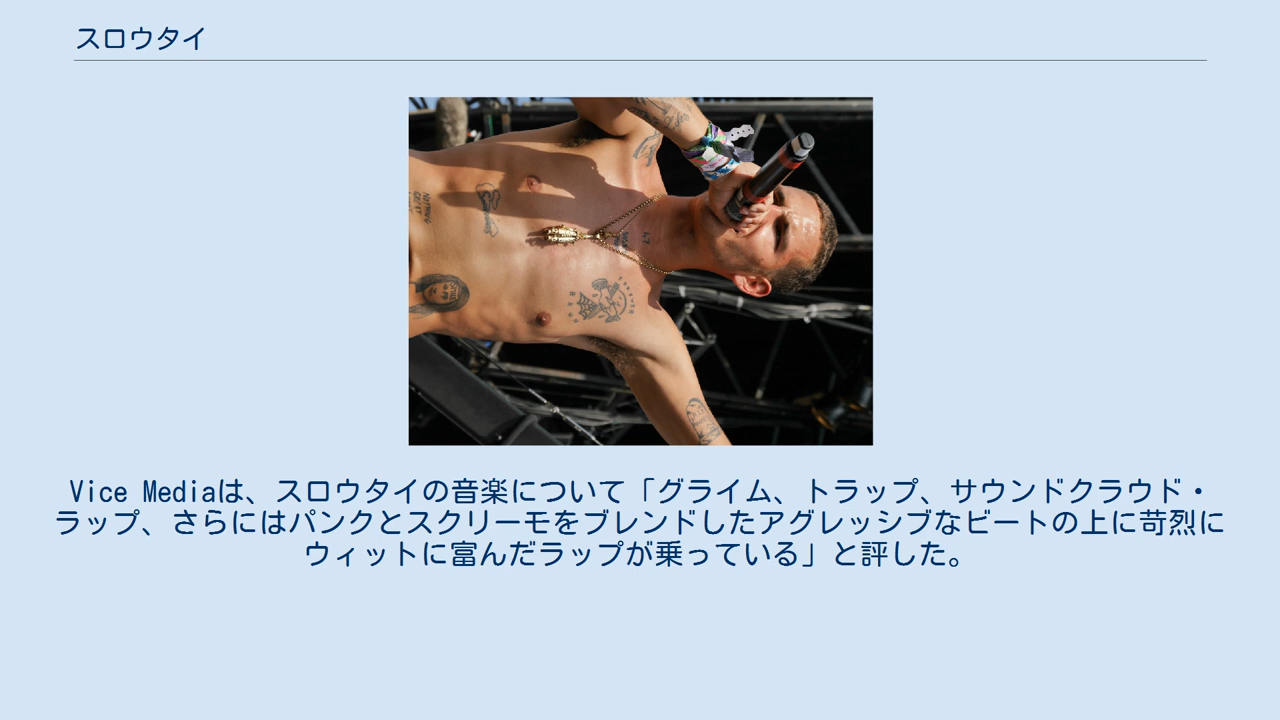 スロウタイ
Vice Mediaは、スロウタイの音楽について「グライム、トラップ、サウンドクラウド・
ラップ、さらにはパンクとスクリーモをブレンドしたアグレッシブなビートの上に苛烈に
ウィットに富んだラップが乗っている」と評した。